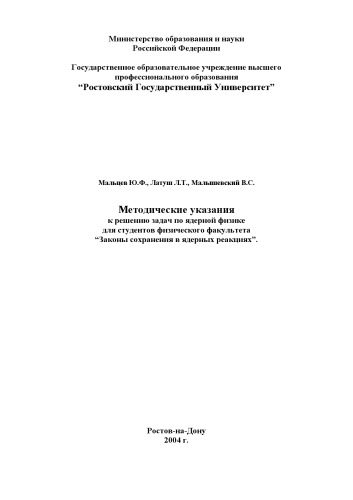 Министерство образования и науки
Российской Федерации
Государственное образовательное учреждение высшего
профессионального образования
“Ростовский Государственный Университет”
Мальцев Ю.Ф., Латуш Л.Т., Малышевский В.С.
Методические указания
к решению задач по ядерной физике
для студентов физического факультета
“Законы сохранения в ядерных реакциях”.
Ростов-на-Дону
2004 г.